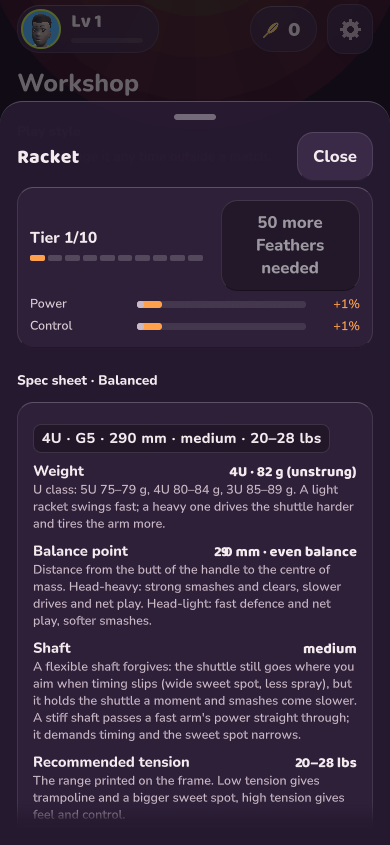 Lv 1
0
Workshop
Racket
Close
Tier 1/10
50 more
Feathers
needed
Power
+1%
Control
+1%
Spec sheet · Balanced
4U · G5 · 290 mm · medium · 20–28 lbs
Weight
4U · 82 g (unstrung)
U class: 5U 75–79 g, 4U 80–84 g, 3U 85–89 g. A light
racket swings fast; a heavy one drives the shuttle harder
and tires the arm more.
Balance point
290 mm · even balance
Distance from the butt of the handle to the centre of
mass. Head-heavy: strong smashes and clears, slower
drives and net play. Head-light: fast defence and net
play, softer smashes.
Shaft
medium
A flexible shaft forgives: the shuttle still goes where you
aim when timing slips (wide sweet spot, less spray), but
it holds the shuttle a moment and smashes come slower.
A stiff shaft passes a fast arm's power straight through;
it demands timing and the sweet spot narrows.
Recommended tension
20–28 lbs
The range printed on the frame. Low tension gives
trampoline and a bigger sweet spot, high tension gives
feel and control.